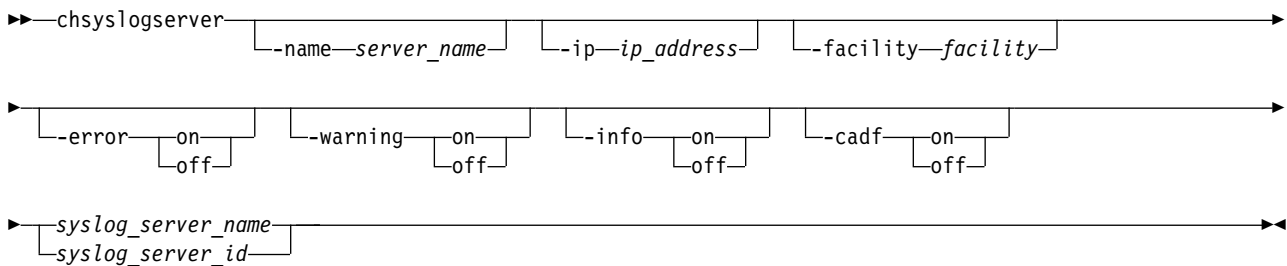 chsyslogserver
-name server_name -ip ip_address -facility facility
-error on -warning on -info on -cadf on
off off off off
syslog_server_name
syslog_server_id